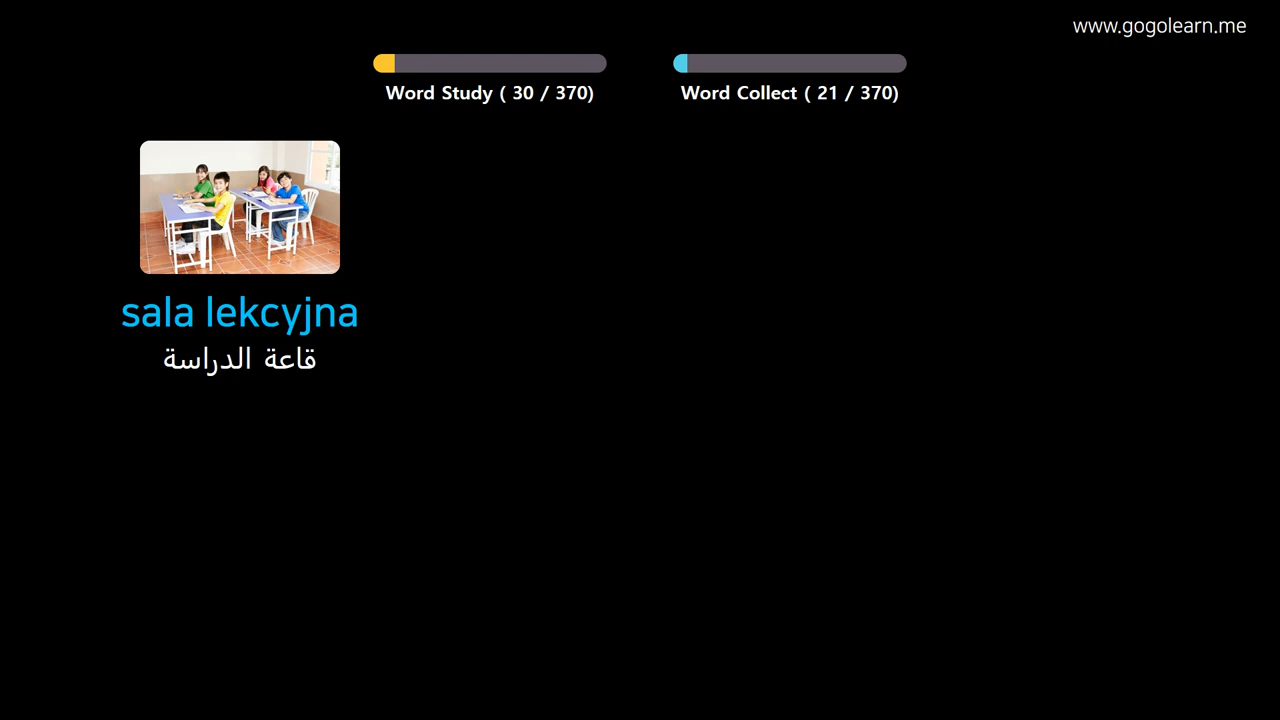 www.gogolearn.me
Word Study ( 30 / 370)
Word Collect ( 21 / 370)
sala lekcyjna
قاعة الدراسة